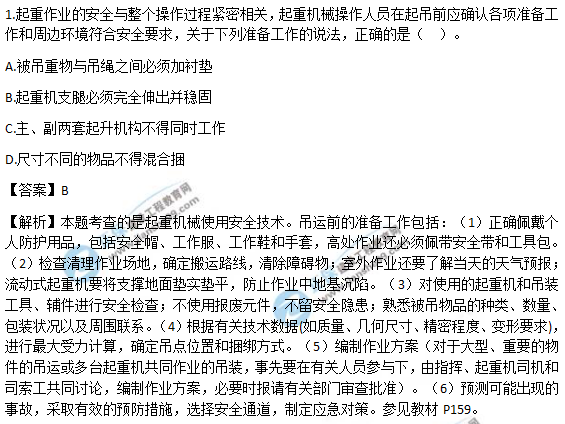 1.起重作业的安全与整个操作过程紧密相关，起重机械操作人员在起吊前应确认各项准备工
作和周边环境符合安全要求，关于下列准备工作的说法，正确的是（　）。
A.被吊重物与吊绳之间必须加衬垫
B.起重机支腿必须完全伸出并稳固
C.主、副两套起升机构不得同时工作
D.尺寸不同的物品不得混合捆
【答案】B
【解析】本题考查的是起重机械使用安全技术。吊运前的准备工作包括：（1）正确佩戴个
人防护用品，包括安全帽、工作服、工作鞋和手套，高处作业还必须佩带安全带和工具包。
（2）检查清理作业场地，确定搬运路线，清除障碍物；室外作业还要了解当天的天气预报；
流动式起重机要将支撑地面垫实垫平，防止作业中地基沉陷。（3）对使用的起重机和吊装
工具、辅件进行安全检查；不使用报废元件，不留安全隐患；熟悉被吊物品的种类、数量、
包装状况以及周围联系。（4）根据有关技术数据(如质量、几何尺寸、精密程度、变形要求),
进行最大受力计算，确定吊点位置和捆绑方式。（5）编制作业方案（对于大型、重要的物
件的吊运或多台起重机共同作业的吊装，事先要在有关人员参与下，由指挥、起重机司机和
司索工共同讨论，编制作业方案，必要时报请有关部门审查批准）。（6）预测可能出现的
事故，采取有效的预防措施，选择安全通道，制定应急对策。参见教材 P159。